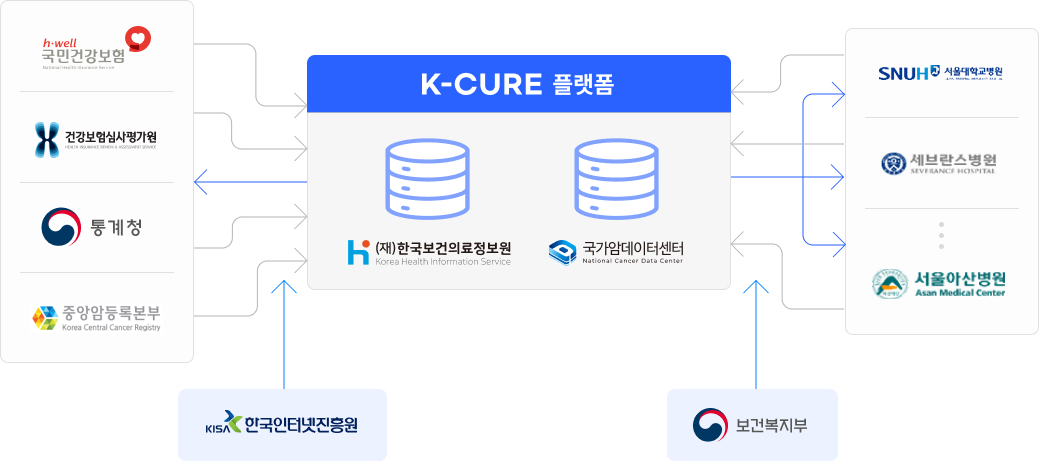 h·well
국민건강보험
National Health Insurance Service
건강보험심사평가원
HEALTH INSURANCE REVIEW & ASSESSMENT SERVICE
통계청
중앙암등록본부
Korea Central Cancer Registry
K-CURE 플랫폼
(재)한국보건의료정보원
Korea Health Information Service
국가암데이터센터
National Cancer Data Center
SNUH 서울대학교병원
세브란스병원
SEVERANCE HOSPITAL
서울아산병원
Asan Medical Center
KISA 한국인터넷진흥원
보건복지부